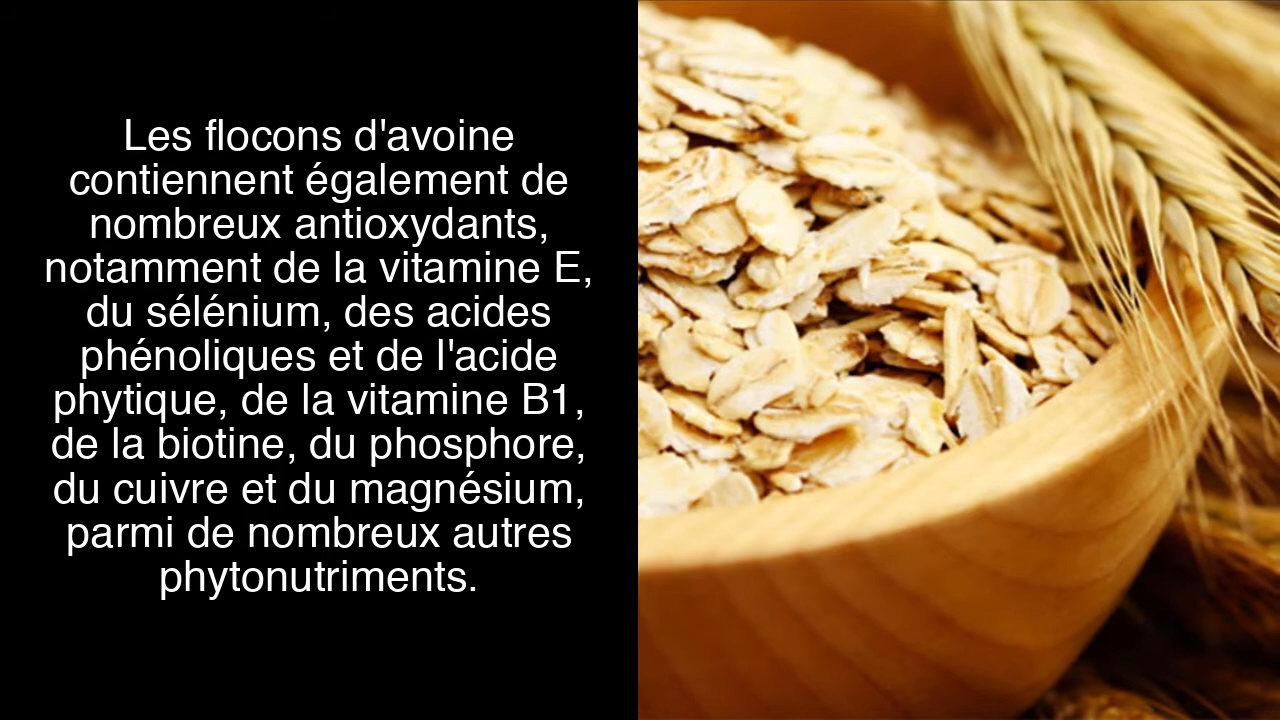 Les flocons d'avoine
contiennent également de
nombreux antioxydants,
notamment de la vitamine E,
du sélénium, des acides
phénoliques et de l'acide
phytique, de la vitamine B1,
de la biotine, du phosphore,
du cuivre et du magnésium,
parmi de nombreux autres
phytonutriments.